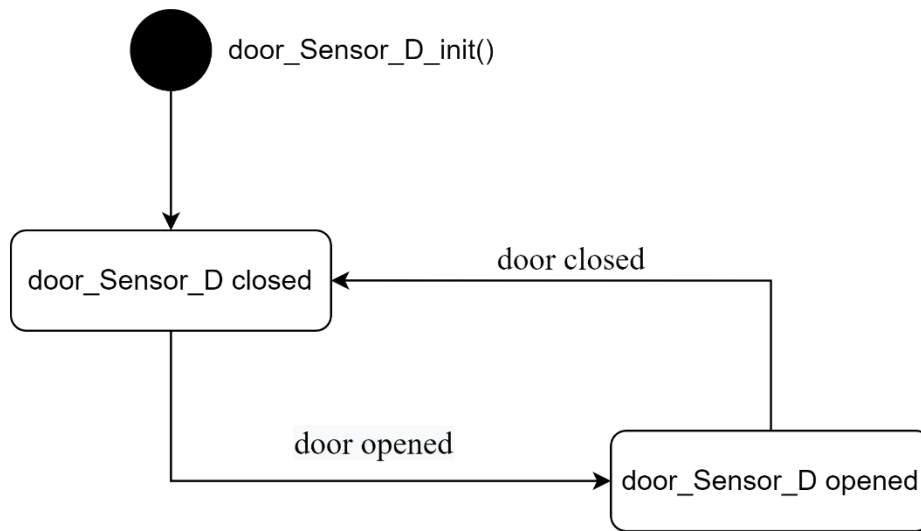 door_Sensor_D_init()
door_Sensor_D closed
door closed
door opened
door_Sensor_D opened